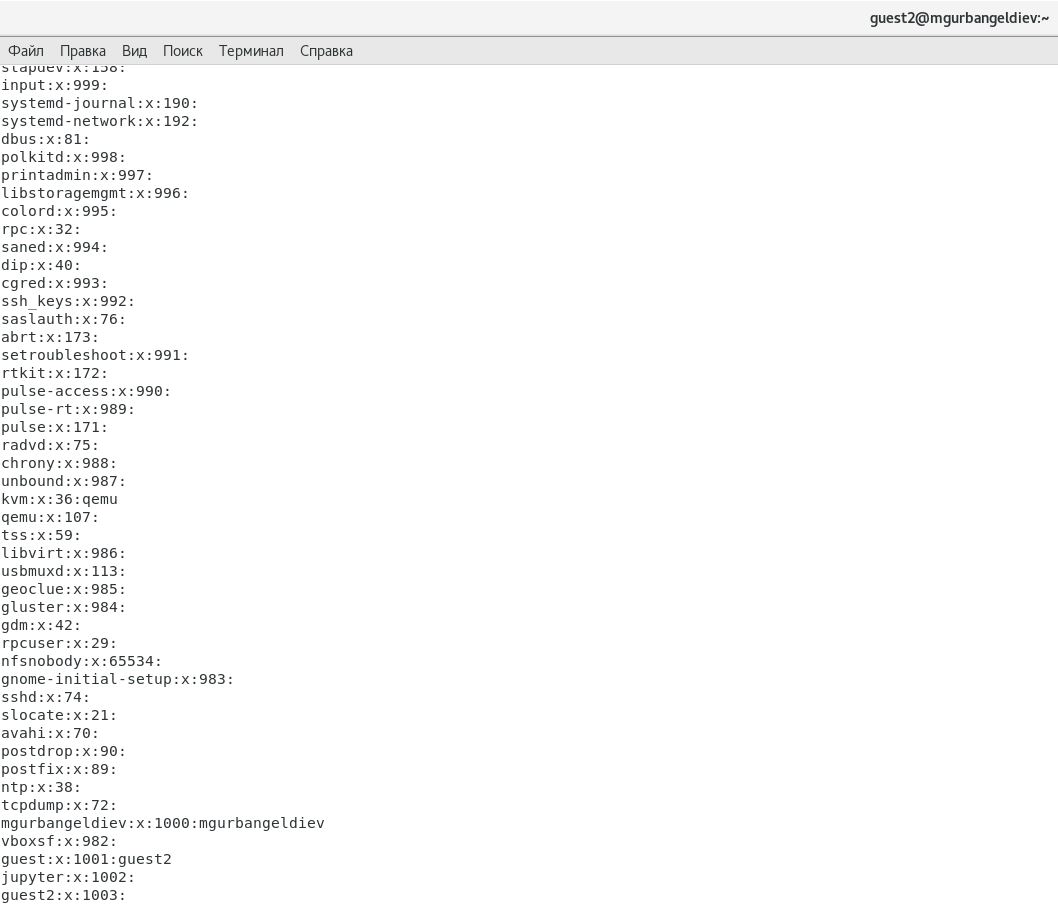 guest2@mgurbangeldiev:~
Файл Правка Вид Поиск Терминал Справка
stapdev:x:158:
input:x:999:
systemd-journal:x:190:
systemd-network:x:192:
dbus:x:81:
polkitd:x:998:
printadmin:x:997:
libstoragemgmt:x:996:
colord:x:995:
rpc:x:32:
saned:x:994:
dip:x:40:
cgred:x:993:
ssh_keys:x:992:
saslauth:x:76:
abrt:x:173:
setroubleshoot:x:991:
rtkit:x:172:
pulse-access:x:990:
pulse-rt:x:989:
pulse:x:171:
radvd:x:75:
chrony:x:988:
unbound:x:987:
kvm:x:36:qemu
qemu:x:107:
tss:x:59:
libvirt:x:986:
usbmuxd:x:113:
geoclue:x:985:
gluster:x:984:
gdm:x:42:
rpcuser:x:29:
nfsnobody:x:65534:
gnome-initial-setup:x:983:
sshd:x:74:
slocate:x:21:
avahi:x:70:
postdrop:x:90:
postfix:x:89:
ntp:x:38:
tcpdump:x:72:
mgurbangeldiev:x:1000:mgurbangeldiev
vboxsf:x:982:
guest:x:1001:guest2
jupyter:x:1002:
guest2:x:1003: